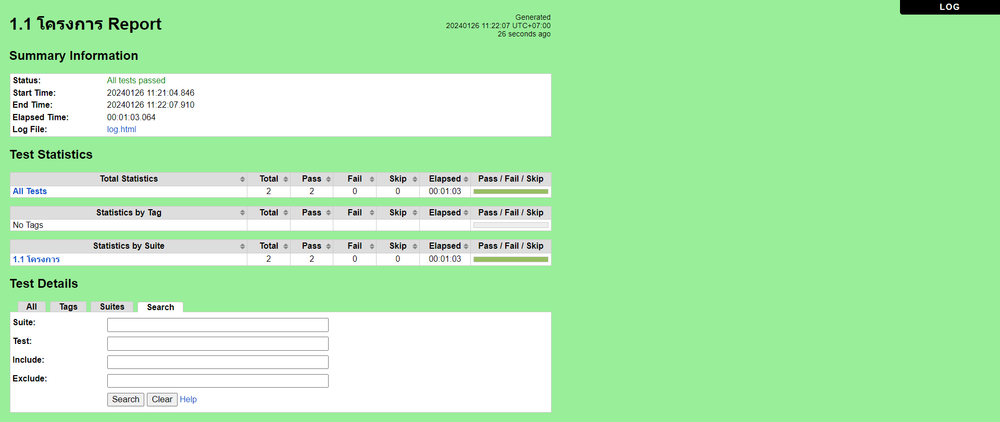 LOG
1.1 โครงการ Report
Generated
20240126 11:22:07 UTC+07:00
26 seconds ago
Summary Information
Status: All tests passed
Start Time: 20240126 11:21:04.846
End Time: 20240126 11:22:07.910
Elapsed Time: 00:01:03.064
Log File: log.html
Test Statistics
Total Statistics Total Pass Fail Skip Elapsed Pass / Fail / Skip
All Tests 2 2 0 0 00:01:03
Statistics by Tag Total Pass Fail Skip Elapsed Pass / Fail / Skip
No Tags
Statistics by Suite Total Pass Fail Skip Elapsed Pass / Fail / Skip
1.1 โครงการ 2 2 0 0 00:01:03
Test Details
All Tags Suites Search
Suite:
Test:
Include:
Exclude:
Search Clear Help